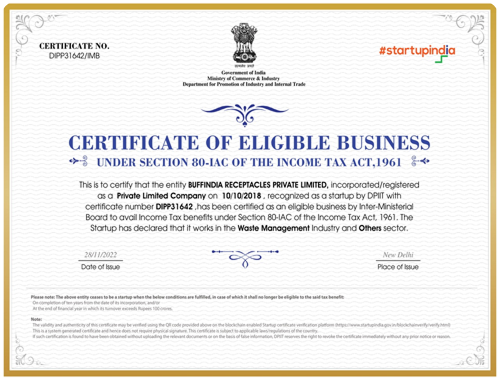 CERTIFICATE NO.
DIPP31642/IMB
#startupindia
सत्यमेव जयते
Government of India
Ministry of Commerce & Industry
Department for Promotion of Industry and Internal Trade
CERTIFICATE OF ELIGIBLE BUSINESS
UNDER SECTION 80-IAC OF THE INCOME TAX ACT,1961
This is to certify that the entity BUFFINDIA RECEPTACLES PRIVATE LIMITED, incorporated/registered
as a Private Limited Company on 10/10/2018 , recognized as a startup by DPIIT with
certificate number DIPP31642 ,has been certified as an eligible business by Inter-Ministerial
Board to avail Income Tax benefits under Section 80-IAC of the Income Tax Act, 1961. The
Startup has declared that it works in the Waste Management Industry and Others sector.
28/11/2022
Date of Issue
New Delhi
Place of Issue
Please note: The above entity ceases to be a startup when the below conditions are fulfilled, in case of which it shall no longer be eligible to the said tax benefit:
On completion of ten years from the date of its incorporation, and/or
At the end of financial year in which its turnover exceeds Rupees 100 crores
Note:
The validity and authenticity of this certificate may be verified using the QR code provided above on the blockchain enabled Startup certificate verification platform (https://www.startupindia.gov.in/blockchainverify/verify.html)
This is a system generated certificate and hence does not require physical signature. This certificate is subject to applicable laws/regulations of the country.
If such certification is found to have been obtained without uploading the relevant documents or on the basis of false information, DPIIT reserves the right to revoke the certificate immediately without any prior notice or reason.